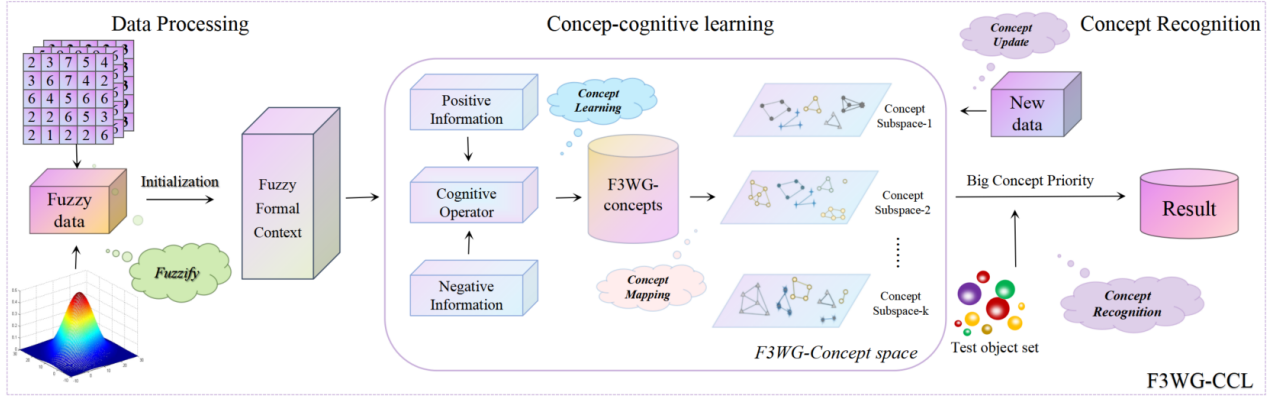 Data Processing
Concep-cognitive learning
Concept Recognition
2 3 7 5 4
3 6 7 4 2
6 4 5 6 6
2 2 6 5 3
2 1 2 2 6
Fuzzy
data
Initialization
Fuzzify
Fuzzy
Formal
Context
Positive
Information
Cognitive
Operator
Negative
Information
Concept
Learning
F3WG-
concepts
Concept
Mapping
Concept
Subspace-1
Concept
Subspace-2
Concept
Subspace-k
F3WG-Concept space
Concept
Update
New
data
Big Concept Priority
Result
Test object set
Concept
Recognition
F3WG-CCL